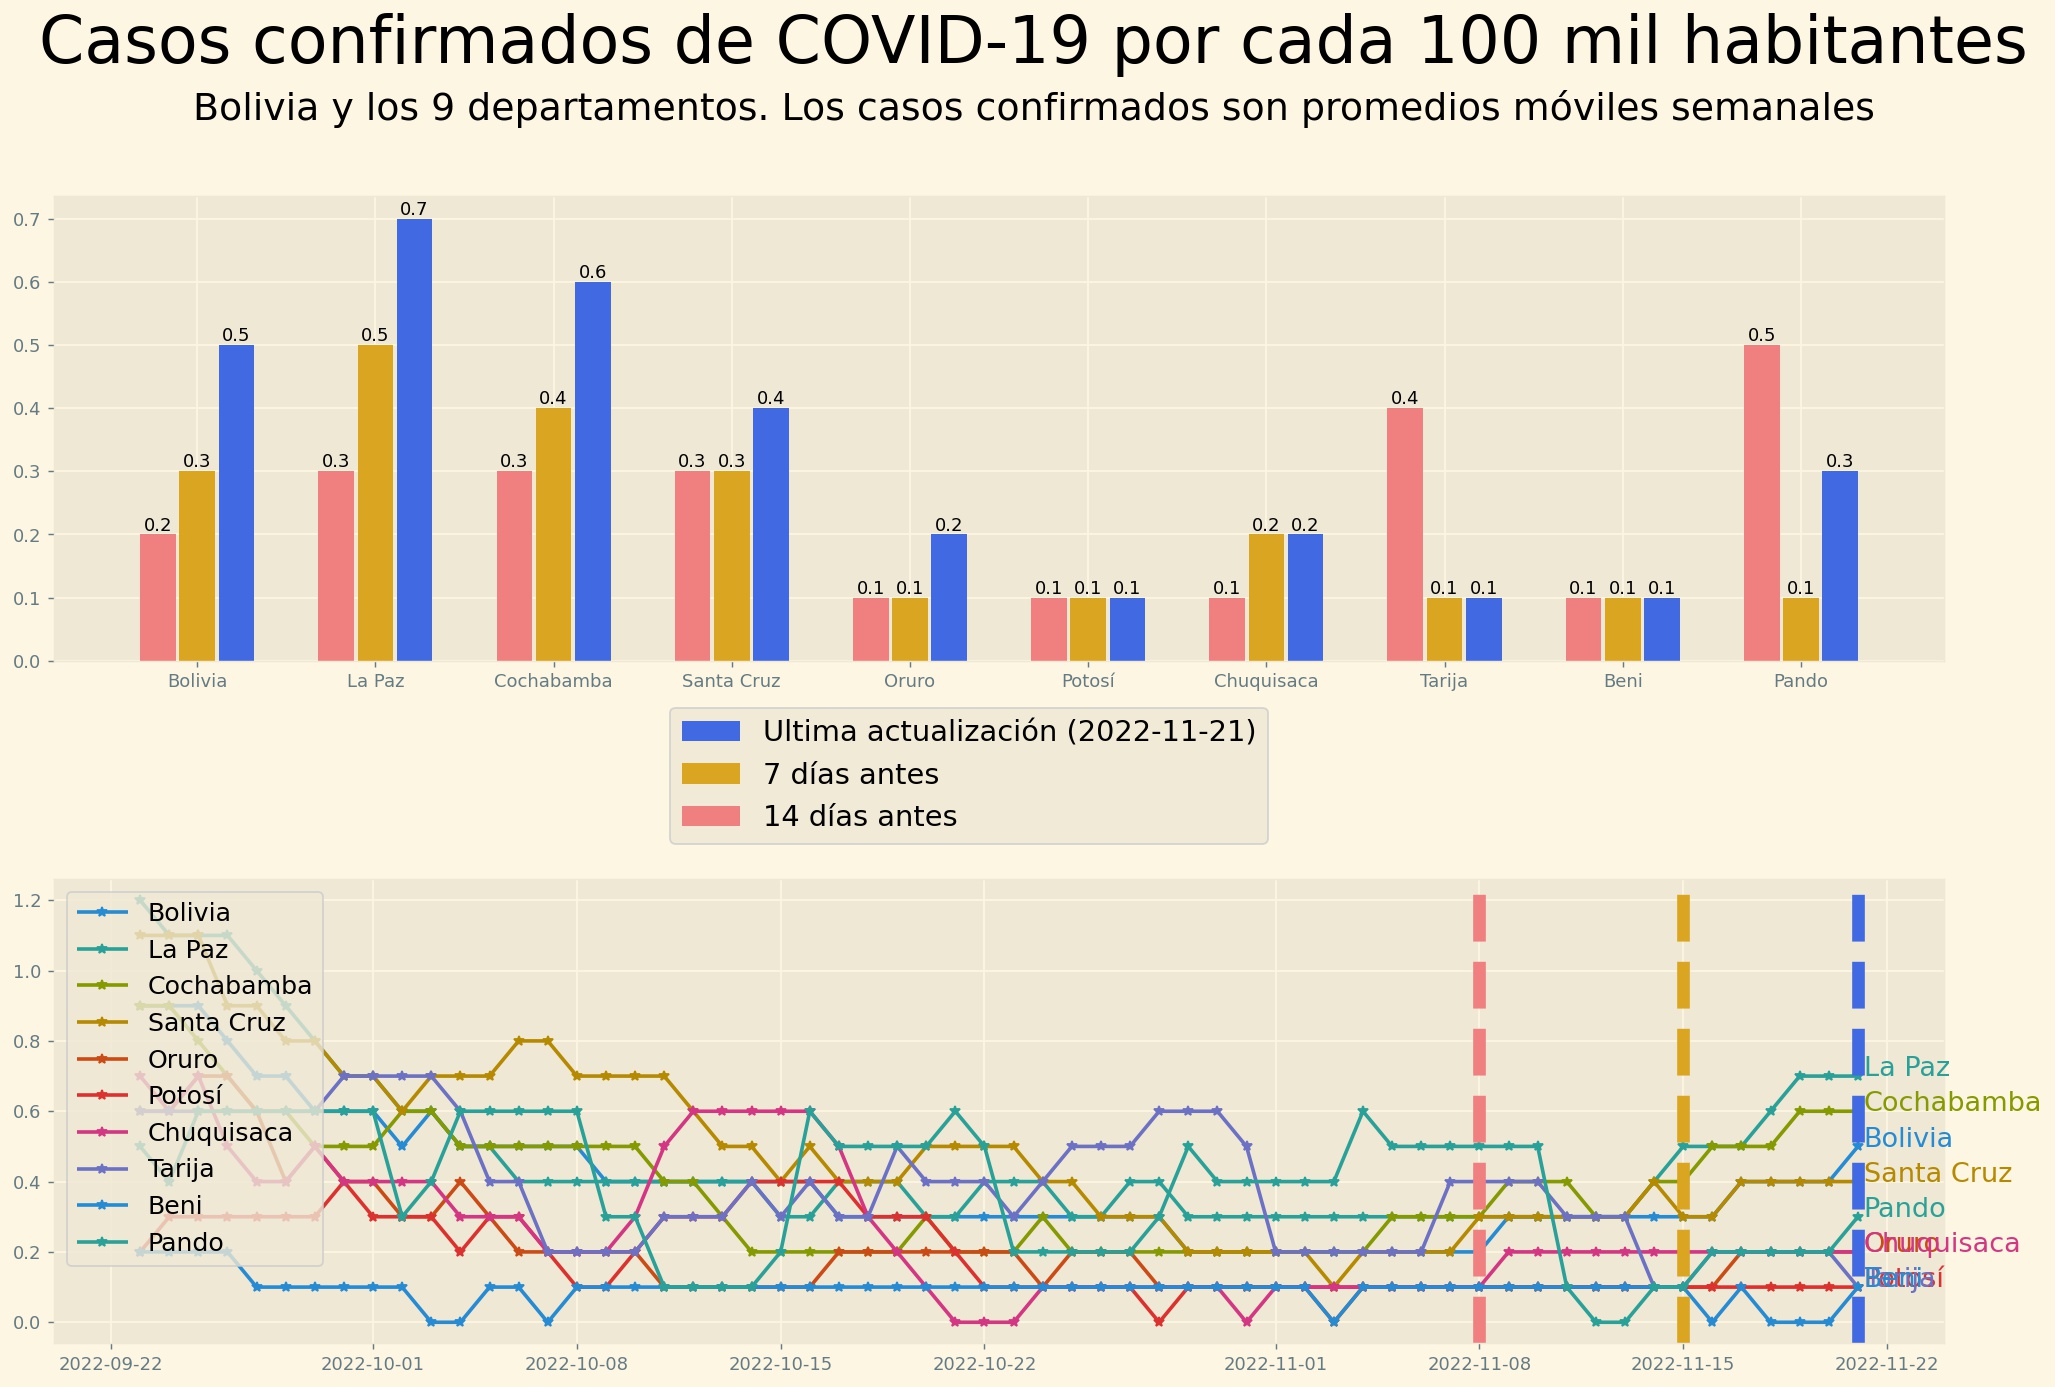 Casos confirmados de COVID-19 por cada 100 mil habitantes
Bolivia y los 9 departamentos. Los casos confirmados son promedios móviles semanales
0.7
0.6
0.5
0.4
0.3
0.2
0.1
0.0
0.2 0.3 0.5
0.3 0.5 0.7
0.3 0.4 0.6
0.3 0.3 0.4
0.1 0.1 0.2
0.1 0.1 0.1
0.1 0.2 0.2
0.4 0.1 0.1
0.1 0.1 0.1
0.5 0.1 0.3
Bolivia La Paz Cochabamba Santa Cruz Oruro Potosí Chuquisaca Tarija Beni Pando
Ultima actualización (2022-11-21)
7 días antes
14 días antes
1.2
1.0
0.8
0.6
0.4
0.2
0.0
Bolivia
La Paz
Cochabamba
Santa Cruz
Oruro
Potosí
Chuquisaca
Tarija
Beni
Pando
La Paz
Cochabamba
Bolivia
Santa Cruz
Pando
Oruro
Chuquisaca
Potosí
Tarija
Beni
2022-09-22 2022-10-01 2022-10-08 2022-10-15 2022-10-22 2022-11-01 2022-11-08 2022-11-15 2022-11-22